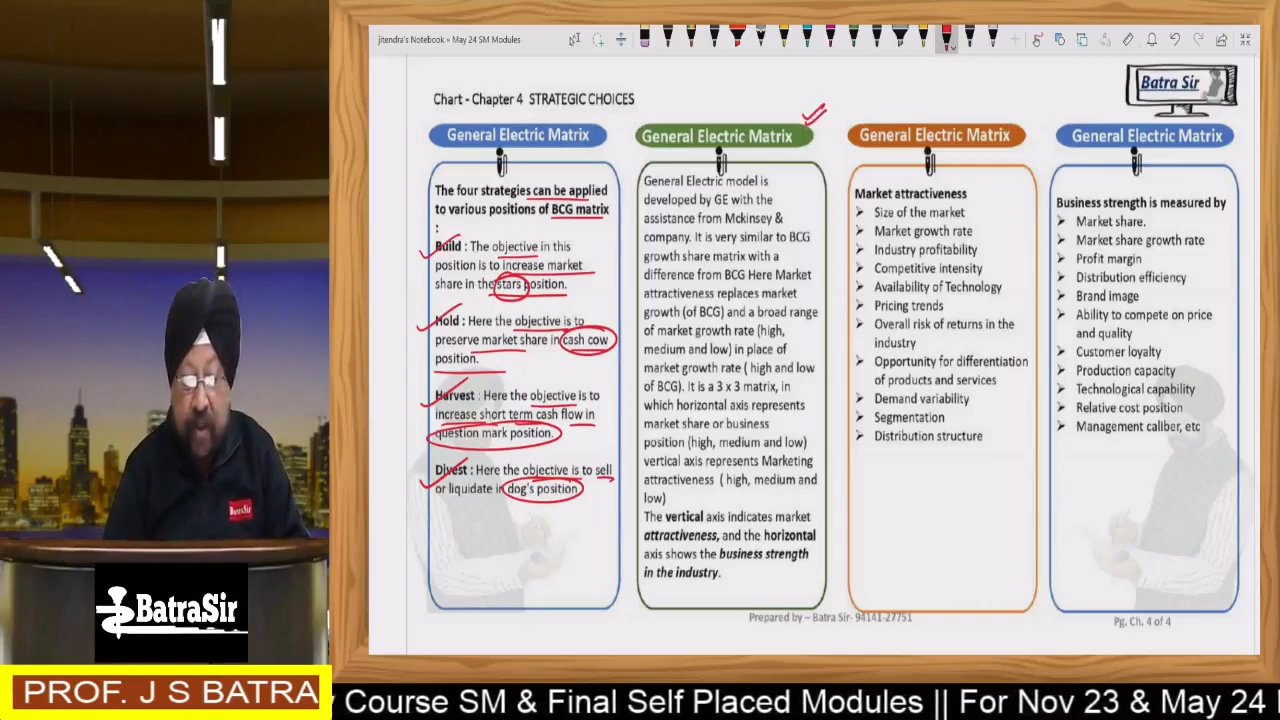 jitendra's Notebook » May 24 SM Modules
Chart - Chapter 4 STRATEGIC CHOICES
Batra Sir
General Electric Matrix
The four strategies can be applied
to various positions of BCG matrix
:
Build : The objective in this
position is to increase market
share in the stars position.
Hold : Here the objective is to
preserve market share in cash cow
position.
Harvest : Here the objective is to
increase short term cash flow in
question mark position.
Divest : Here the objective is to sell
or liquidate in dog's position
General Electric Matrix
General Electric model is
developed by GE with the
assistance from Mckinsey &
company. It is very similar to BCG
growth share matrix with a
difference from BCG Here Market
attractiveness replaces market
growth (of BCG) and a broad range
of market growth rate (high,
medium and low) in place of
market growth rate ( high and low
of BCG). It is a 3 x 3 matrix, in
which horizontal axis represents
market share or business
position (high, medium and low)
vertical axis represents Marketing
attractiveness ( high, medium and
low)
The vertical axis indicates market
attractiveness, and the horizontal
axis shows the business strength
in the industry.
General Electric Matrix
Market attractiveness
➢ Size of the market
➢ Market growth rate
➢ Industry profitability
➢ Competitive intensity
➢ Availability of Technology
➢ Pricing trends
➢ Overall risk of returns in the
industry
➢ Opportunity for differentiation
of products and services
➢ Demand variability
➢ Segmentation
➢ Distribution structure
General Electric Matrix
Business strength is measured by
➢ Market share.
➢ Market share growth rate
➢ Profit margin
➢ Distribution efficiency
➢ Brand image
➢ Ability to compete on price
and quality
➢ Customer loyalty
➢ Production capacity
➢ Technological capability
➢ Relative cost position
➢ Management caliber, etc
Prepared by – Batra Sir- 94141-27751
Pg. Ch. 4 of 4
BatraSir
BatraSir
PROF. J S BATRA
Course SM & Final Self Placed Modules || For Nov 23 & May 24